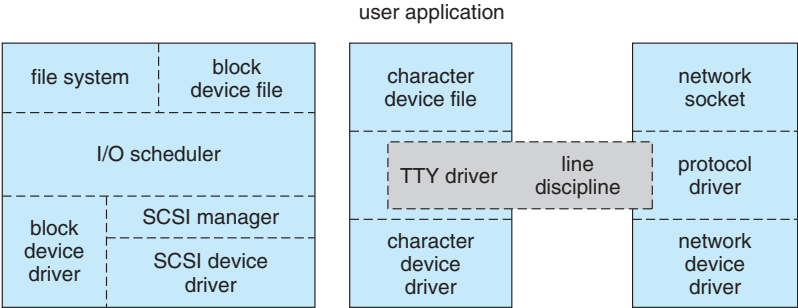 user application
file system
block
device file
I/O scheduler
block
device
driver
SCSI manager
SCSI device
driver
character
device file
TTY driver
line
discipline
character
device
driver
network
socket
protocol
driver
network
device
driver